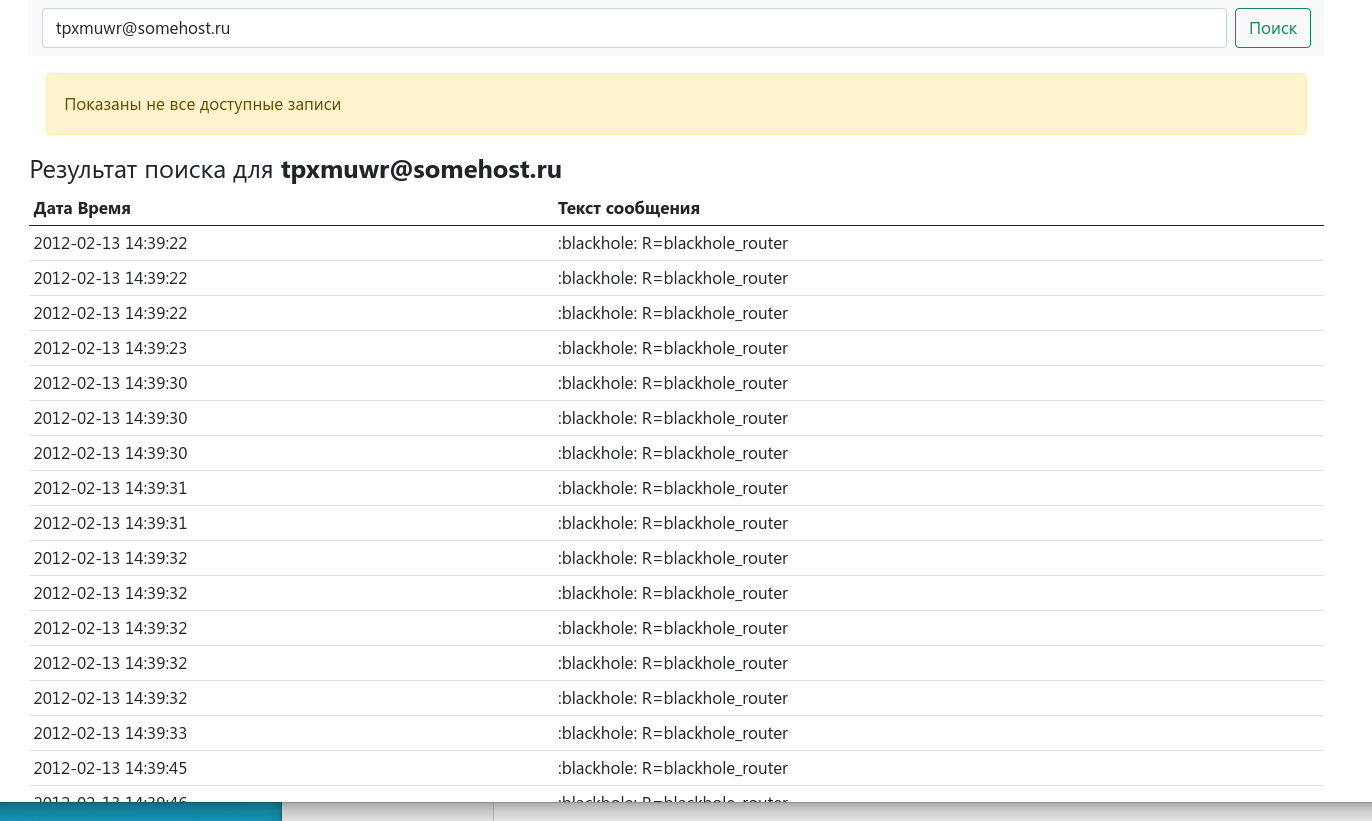 tpxmuwr@somehost.ru Поиск
Показаны не все доступные записи
Результат поиска для tpxmuwr@somehost.ru
Дата Время Текст сообщения
2012-02-13 14:39:22 :blackhole: R=blackhole_router
2012-02-13 14:39:22 :blackhole: R=blackhole_router
2012-02-13 14:39:22 :blackhole: R=blackhole_router
2012-02-13 14:39:23 :blackhole: R=blackhole_router
2012-02-13 14:39:30 :blackhole: R=blackhole_router
2012-02-13 14:39:30 :blackhole: R=blackhole_router
2012-02-13 14:39:30 :blackhole: R=blackhole_router
2012-02-13 14:39:31 :blackhole: R=blackhole_router
2012-02-13 14:39:31 :blackhole: R=blackhole_router
2012-02-13 14:39:32 :blackhole: R=blackhole_router
2012-02-13 14:39:32 :blackhole: R=blackhole_router
2012-02-13 14:39:32 :blackhole: R=blackhole_router
2012-02-13 14:39:32 :blackhole: R=blackhole_router
2012-02-13 14:39:32 :blackhole: R=blackhole_router
2012-02-13 14:39:33 :blackhole: R=blackhole_router
2012-02-13 14:39:45 :blackhole: R=blackhole_router
2012-02-13 14:39:46 :blackhole: R=blackhole_router